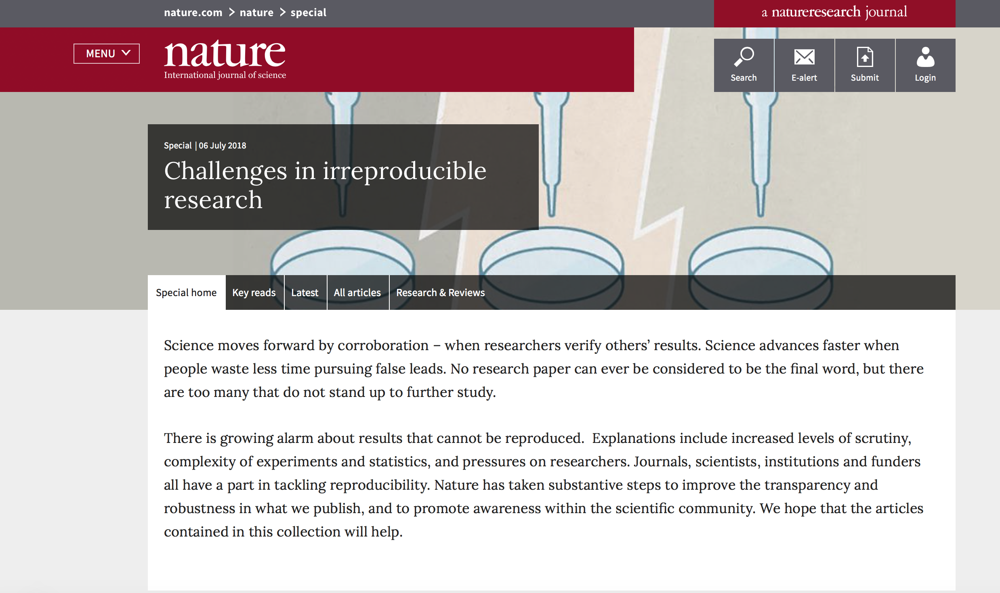 nature.com > nature > special
a natureresearch journal
MENU
nature
International journal of science
Search
E-alert
Submit
Login
Special | 06 July 2018
Challenges in irreproducible
research
Special home
Key reads
Latest
All articles
Research & Reviews
Science moves forward by corroboration – when researchers verify others’ results. Science advances faster when
people waste less time pursuing false leads. No research paper can ever be considered to be the final word, but there
are too many that do not stand up to further study.
There is growing alarm about results that cannot be reproduced.  Explanations include increased levels of scrutiny,
complexity of experiments and statistics, and pressures on researchers. Journals, scientists, institutions and funders
all have a part in tackling reproducibility. Nature has taken substantive steps to improve the transparency and
robustness in what we publish, and to promote awareness within the scientific community. We hope that the articles
contained in this collection will help.